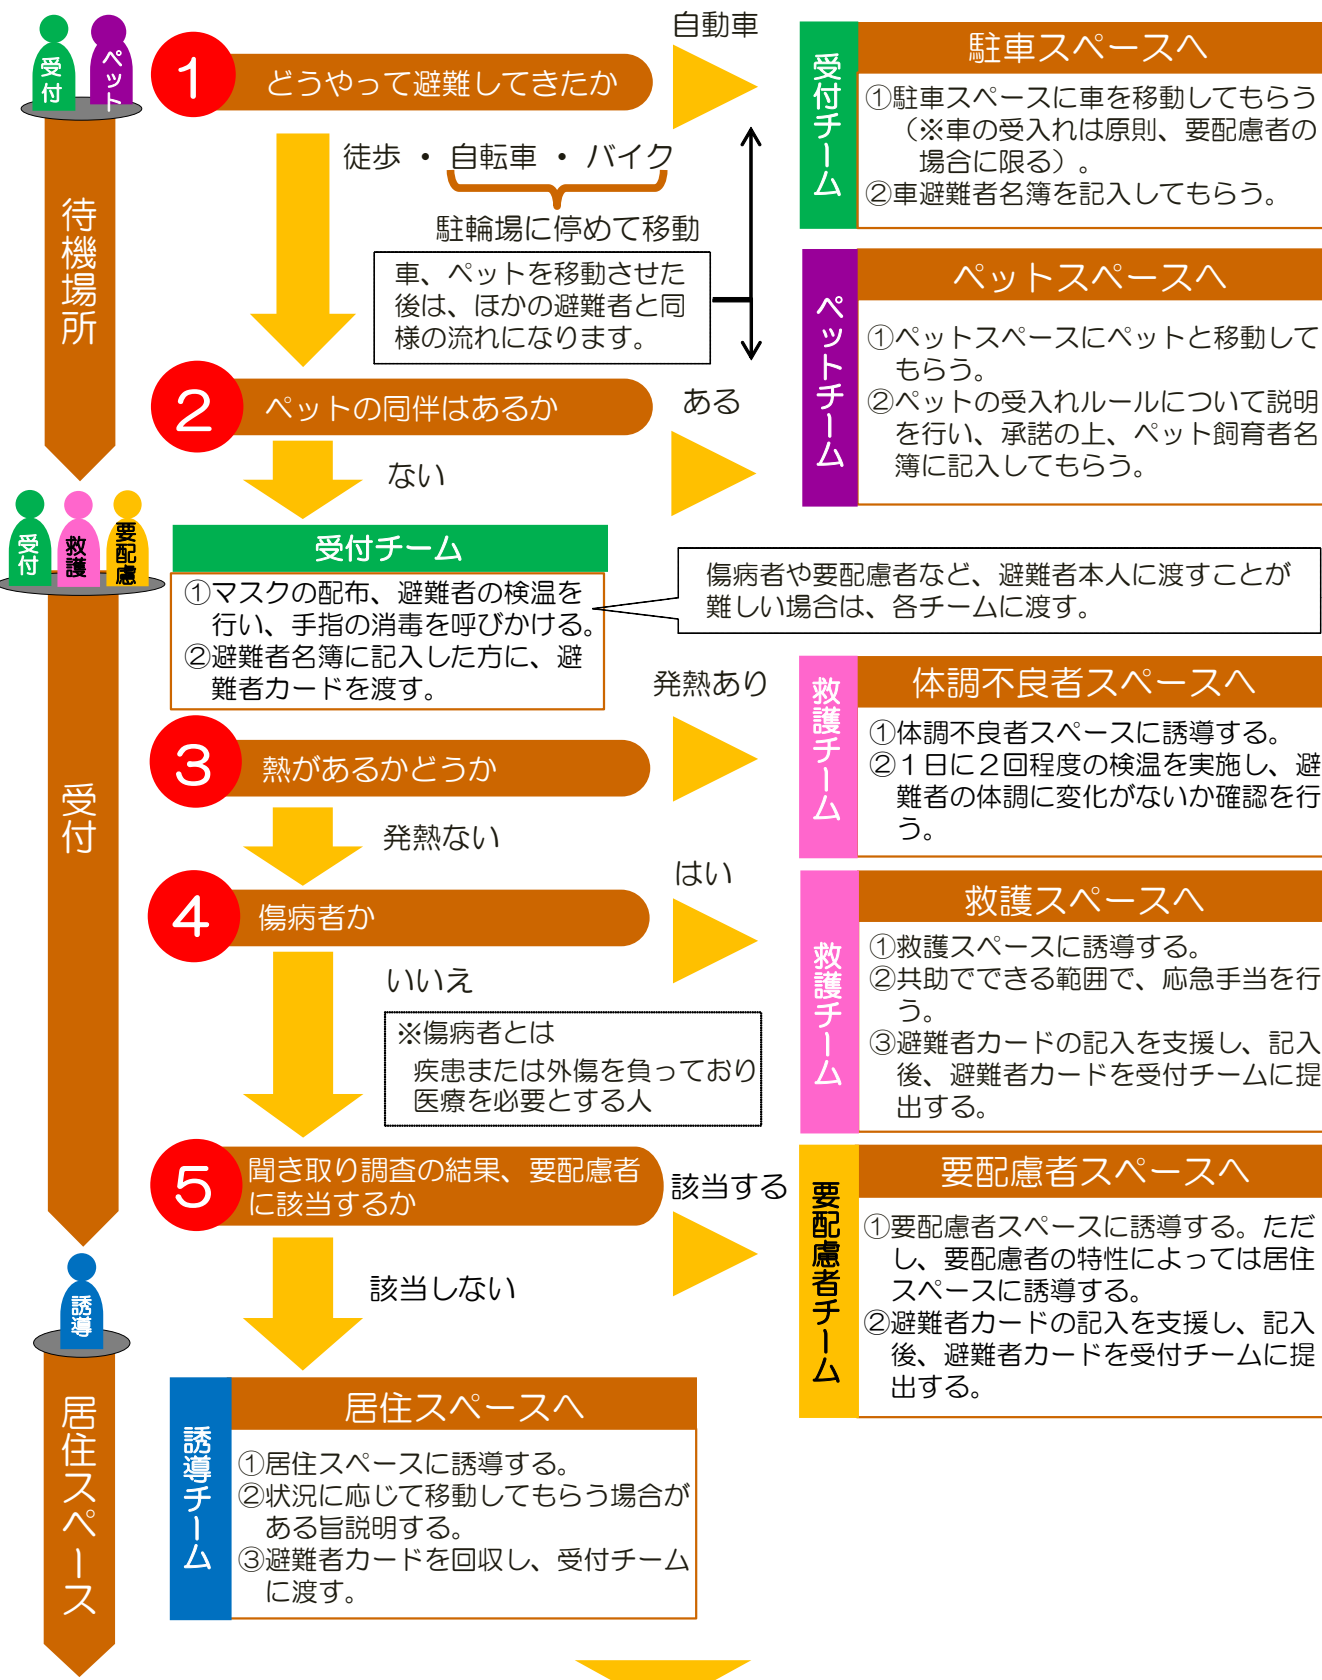 受付
ペット
待機場所
1
どうやって避難してきたか
自動車
徒歩 ・ 自転車 ・ バイク
駐輪場に停めて移動
車、ペットを移動させた
後は、ほかの避難者と同
様の流れになります。
受付チーム
駐車スペースへ
①駐車スペースに車を移動してもらう
（※車の受入れは原則、要配慮者の
場合に限る）。
②車避難者名簿を記入してもらう。
2
ペットの同伴はあるか
ある
ない
ペットチーム
ペットスペースへ
①ペットスペースにペットと移動して
もらう。
②ペットの受入れルールについて説明
を行い、承諾の上、ペット飼育者名
簿に記入してもらう。
受付
救護
要配慮
受付
受付チーム
①マスクの配布、避難者の検温を
行い、手指の消毒を呼びかける。
②避難者名簿に記入した方に、避
難者カードを渡す。
傷病者や要配慮者など、避難者本人に渡すことが
難しい場合は、各チームに渡す。
3
熱があるかどうか
発熱あり
発熱ない
救護チーム
体調不良者スペースへ
①体調不良者スペースに誘導する。
②１日に２回程度の検温を実施し、避
難者の体調に変化がないか確認を行
う。
4
傷病者か
はい
いいえ
※傷病者とは
疾患または外傷を負っており
医療を必要とする人
救護チーム
救護スペースへ
①救護スペースに誘導する。
②共助でできる範囲で、応急手当を行
う。
③避難者カードの記入を支援し、記入
後、避難者カードを受付チームに提
出する。
5
聞き取り調査の結果、要配慮者
に該当するか
該当する
該当しない
要配慮者チーム
要配慮者スペースへ
①要配慮者スペースに誘導する。ただ
し、要配慮者の特性によっては居住
スペースに誘導する。
②避難者カードの記入を支援し、記入
後、避難者カードを受付チームに提
出する。
誘導
居住スペース
誘導チーム
居住スペースへ
①居住スペースに誘導する。
②状況に応じて移動してもらう場合が
ある旨説明する。
③避難者カードを回収し、受付チーム
に渡す。